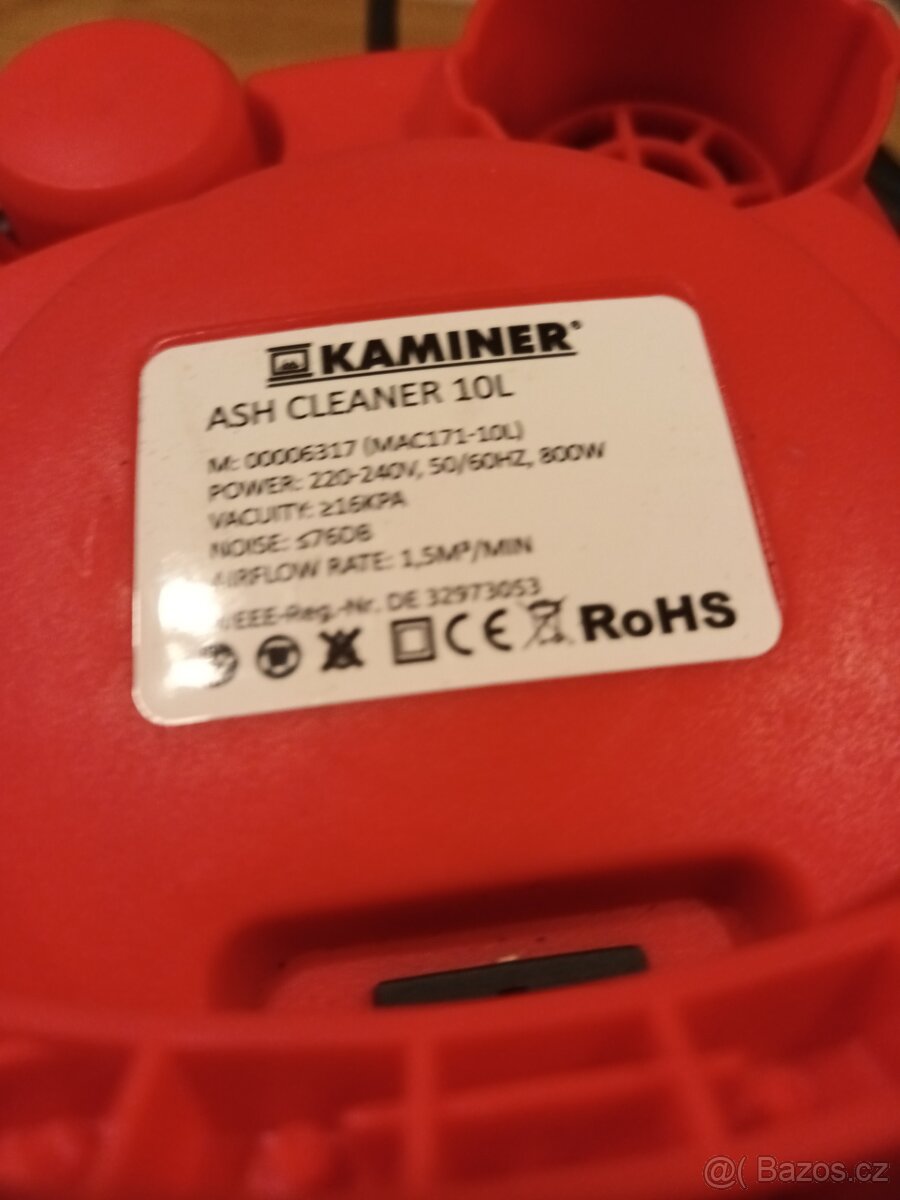 KAMINER®
ASH CLEANER 10L
M: 00006317 (MAC171-10L)
POWER: 220-240V, 50/60HZ, 800W
VACUITY: ≥16KPA
NOISE: ≤76DB
AIRFLOW RATE: 1,5M³/MIN
WEEE-Reg.-Nr. DE 32973053
CE RoHS
@( Bazos.cz